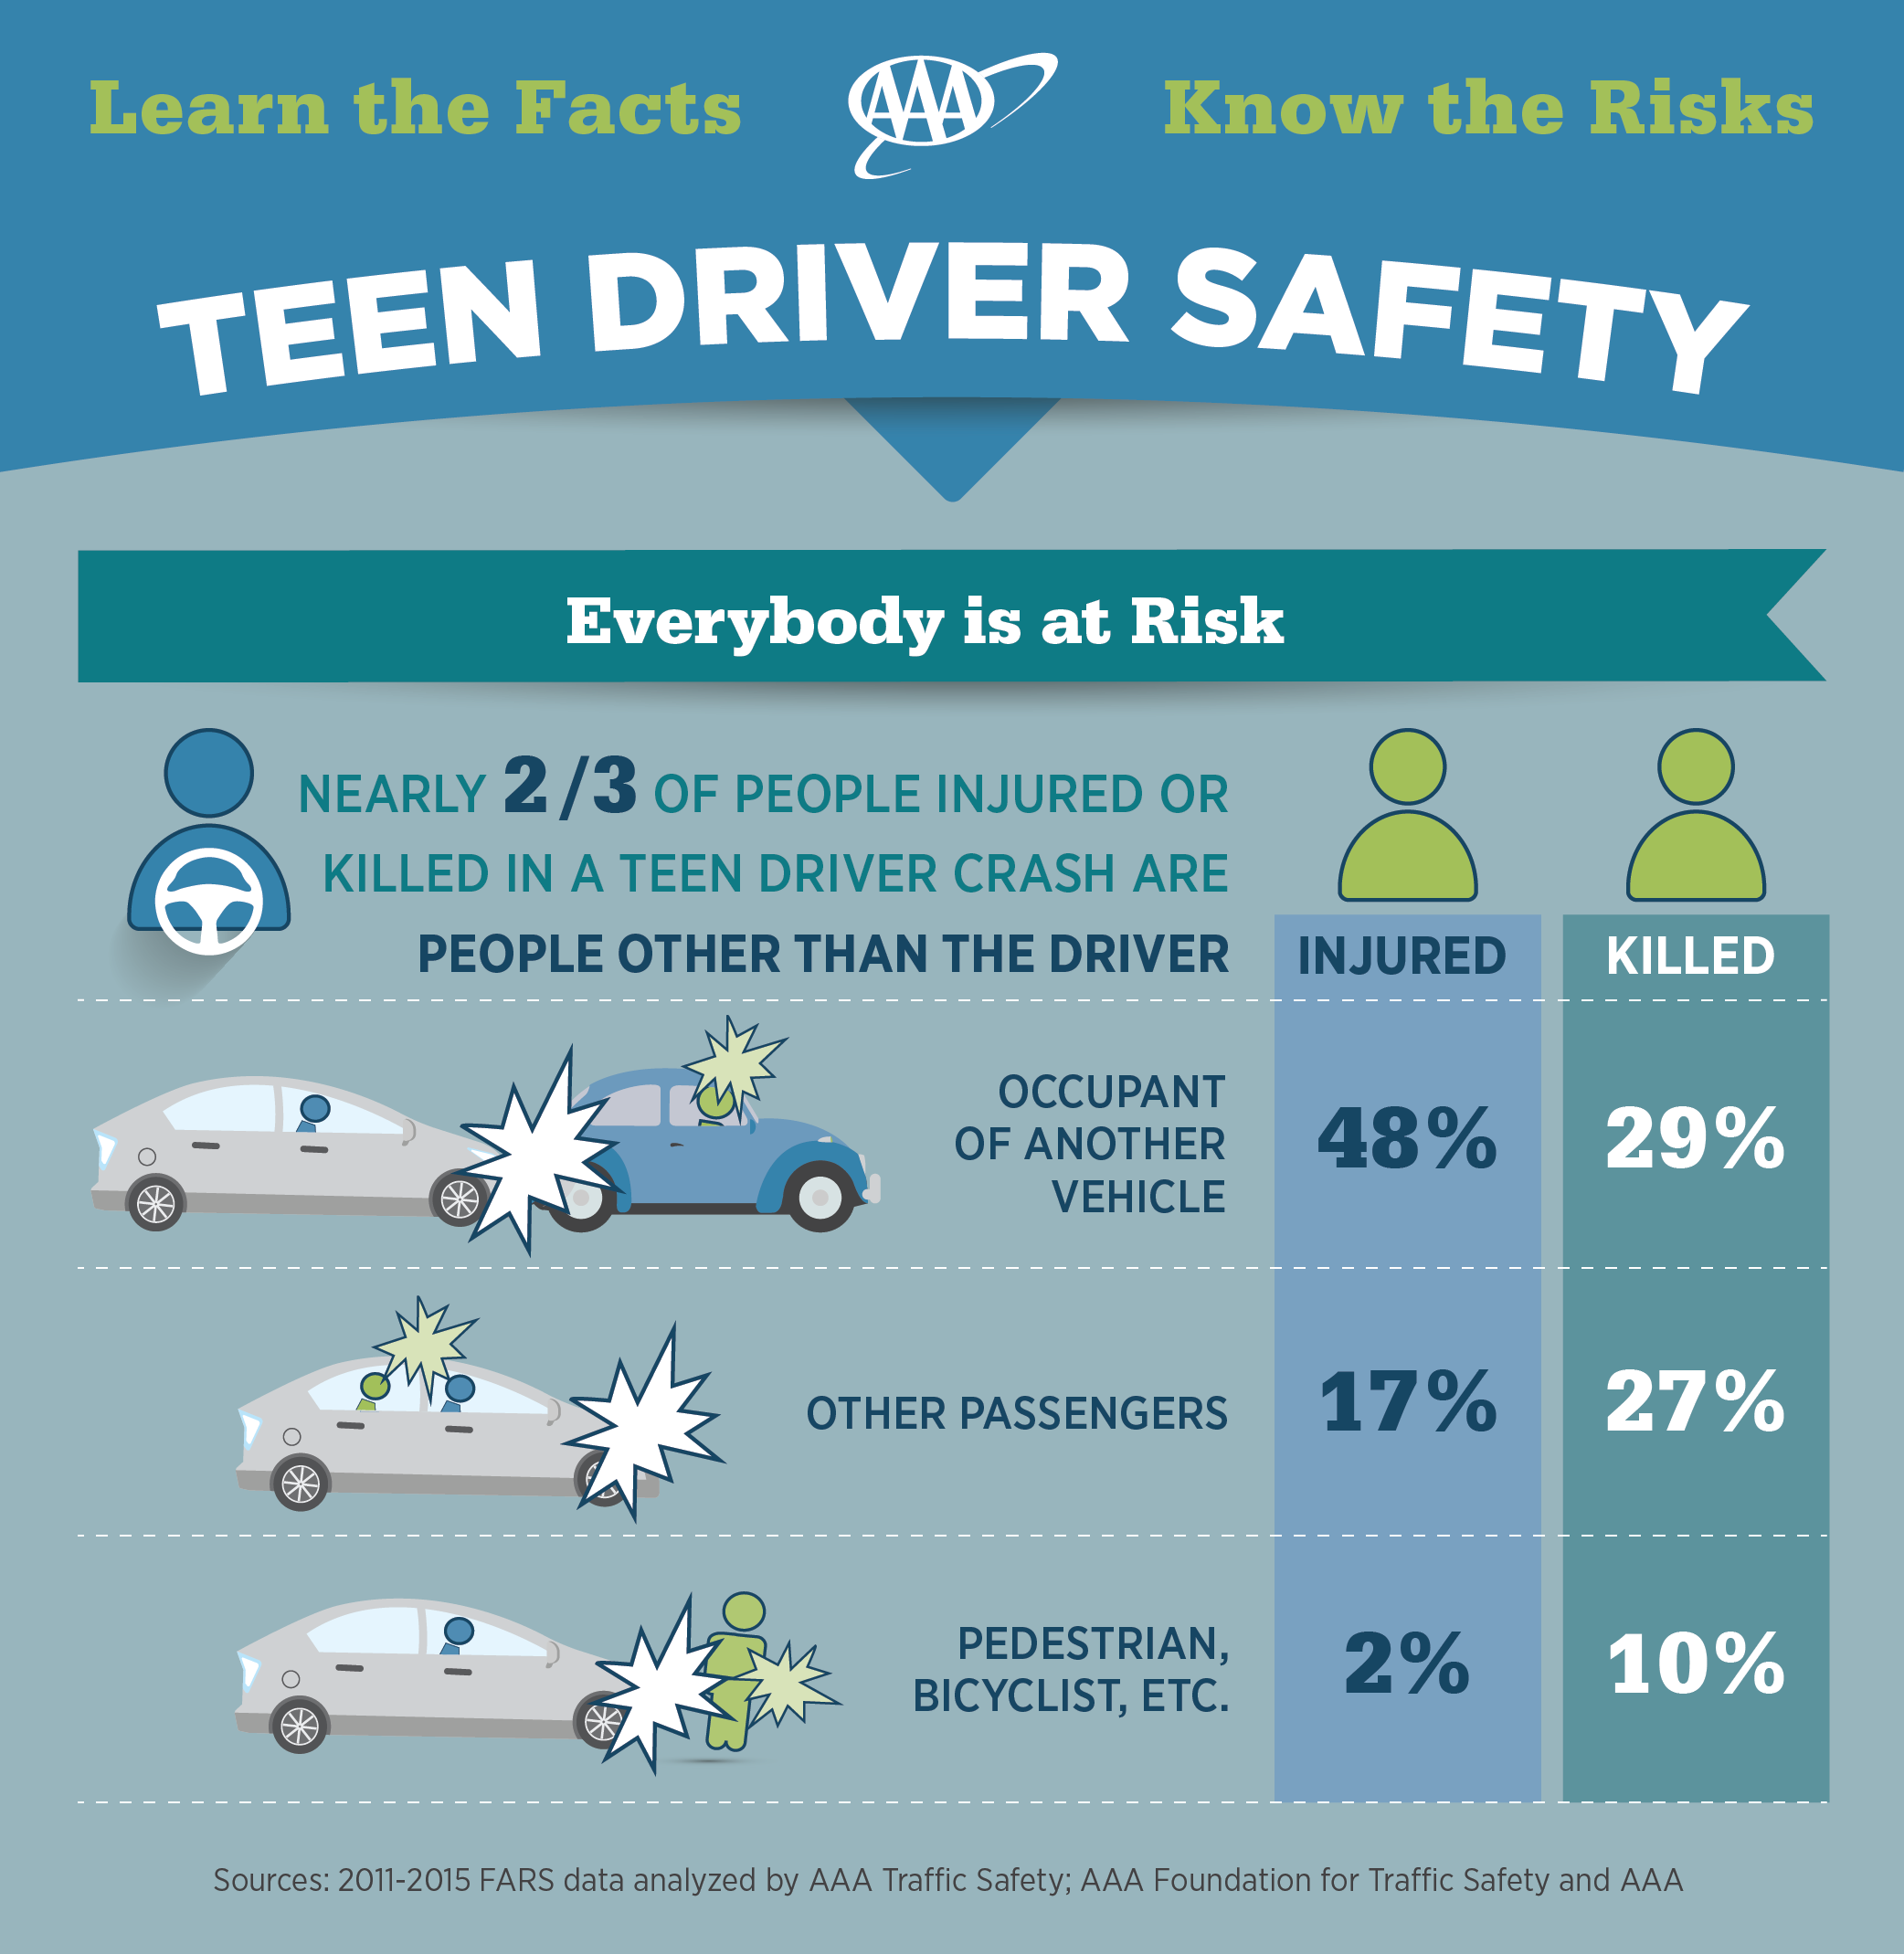 Learn the Facts
AAA
Know the Risks
TEEN DRIVER SAFETY
Everybody is at Risk
NEARLY 2/3 OF PEOPLE INJURED OR
KILLED IN A TEEN DRIVER CRASH ARE
PEOPLE OTHER THAN THE DRIVER
INJURED
KILLED
OCCUPANT
OF ANOTHER
VEHICLE
48%
29%
OTHER PASSENGERS
17%
27%
PEDESTRIAN,
BICYCLIST, ETC.
2%
10%
Sources: 2011-2015 FARS data analyzed by AAA Traffic Safety; AAA Foundation for Traffic Safety and AAA